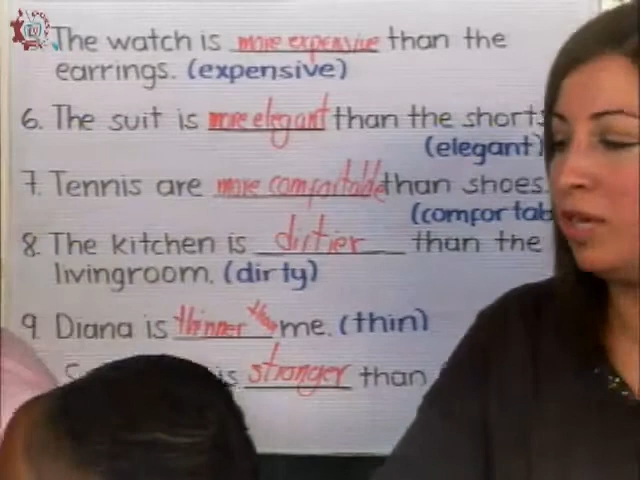 The watch is more expensive than the
earrings. (expensive)
6. The suit is more elegant than the shorts
(elegant)
7. Tennis are more comfortable than shoes.
(comfortab
8. The kitchen is dirtier than the
livingroom. (dirty)
9. Diana is thinner than me. (thin)
is stronger than